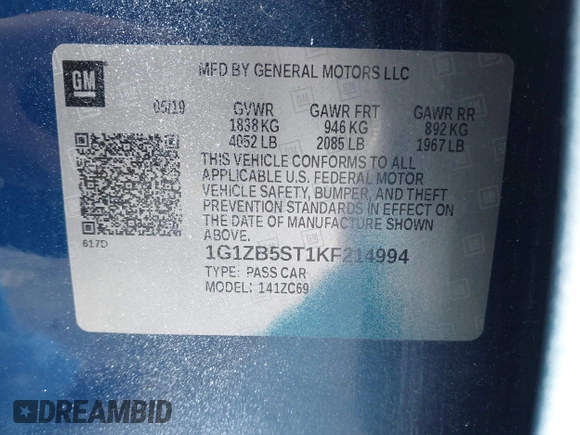 GM
MFD BY GENERAL MOTORS LLC
05/19 GVWR GAWR FRT GAWR RR
1838 KG 946 KG 892 KG
4052 LB 2085 LB 1967 LB
THIS VEHICLE CONFORMS TO ALL
APPLICABLE U.S. FEDERAL MOTOR
VEHICLE SAFETY, BUMPER, AND THEFT
PREVENTION STANDARDS IN EFFECT ON
THE DATE OF MANUFACTURE SHOWN
ABOVE.
617D
1G1ZB5ST1KF214994
TYPE: PASS CAR
MODEL: 141ZC69
DREAMBID